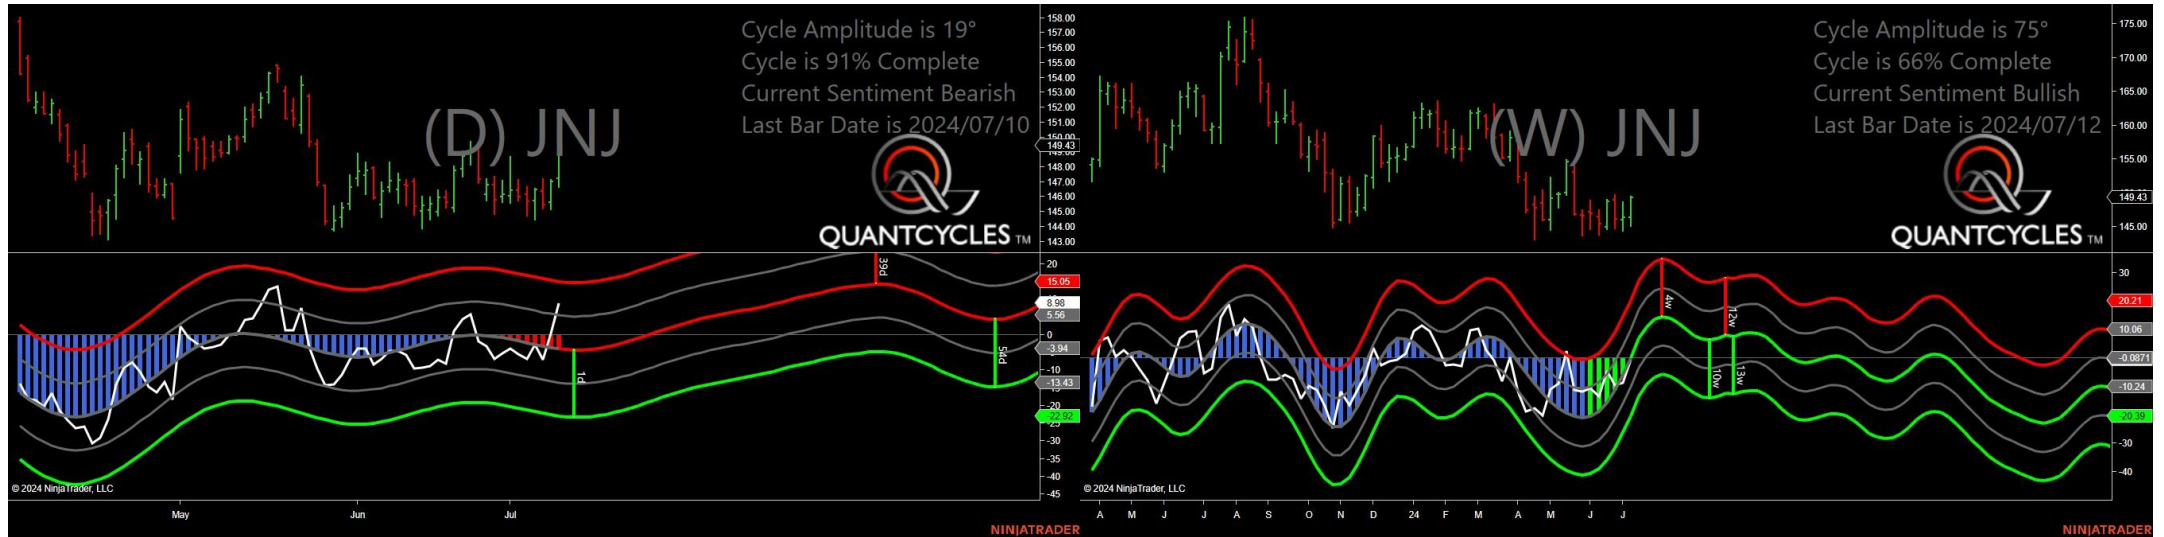 Cycle Amplitude is 19°
Cycle is 91% Complete
Current Sentiment Bearish
Last Bar Date is 2024/07/10
(D) JNJ
QUANTCYCLES TM
158.00
157.00
156.00
155.00
154.00
153.00
152.00
151.00
150.00
149.43
148.00
147.00
146.00
145.00
144.00
143.00
39d
20
15.05
8.98
5.56
0
-3.94
-10
-13.43
-20
-22.92
-30
-35
-40
-45
1d
54d
© 2024 NinjaTrader, LLC
May Jun Jul
NINJATRADER
Cycle Amplitude is 75°
Cycle is 66% Complete
Current Sentiment Bullish
Last Bar Date is 2024/07/12
(W) JNJ
QUANTCYCLES TM
175.00
170.00
165.00
160.00
155.00
149.43
145.00
4w
12w
10w
13w
30
20.21
10.06
-0.0871
-10.24
-20.39
-30
-40
© 2024 NinjaTrader, LLC
A M J J A S O N D 24 F M A M J J
NINJATRADER